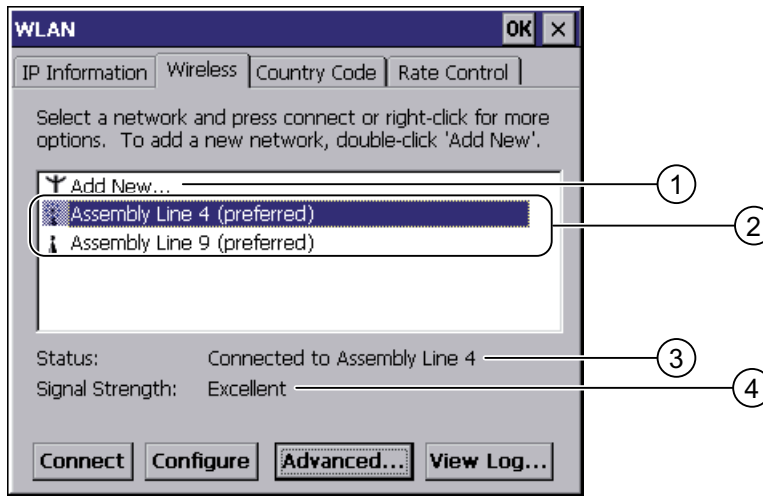 WLAN OK ×
IP Information Wireless Country Code Rate Control
Select a network and press connect or right-click for more
options. To add a new network, double-click 'Add New'.
Add New... 1
Assembly Line 4 (preferred) 2
Assembly Line 9 (preferred)
Status: Connected to Assembly Line 4 3
Signal Strength: Excellent 4
Connect Configure Advanced... View Log...